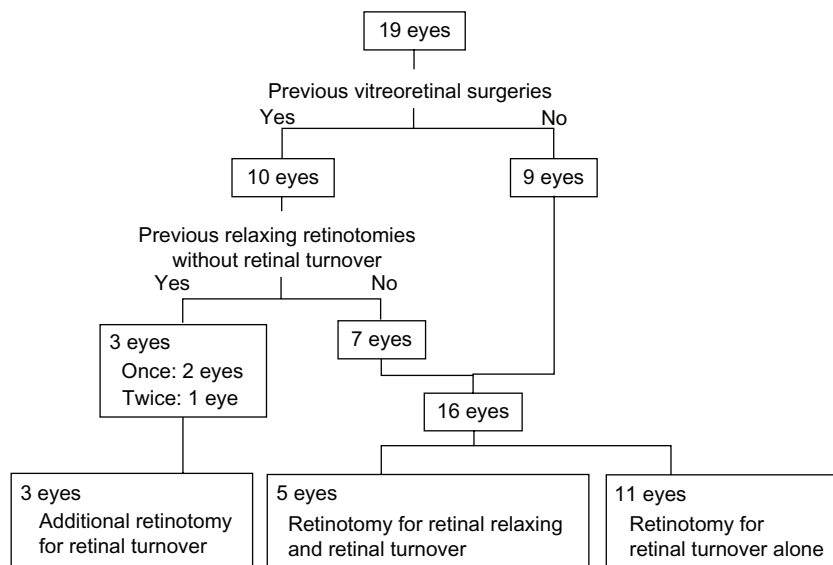 19 eyes
Previous vitreoretinal surgeries
Yes
No
10 eyes
9 eyes
Previous relaxing retinotomies
without retinal turnover
Yes
No
3 eyes
Once: 2 eyes
Twice: 1 eye
7 eyes
16 eyes
3 eyes
Additional retinotomy
for retinal turnover
5 eyes
Retinotomy for retinal relaxing
and retinal turnover
11 eyes
Retinotomy for
retinal turnover alone